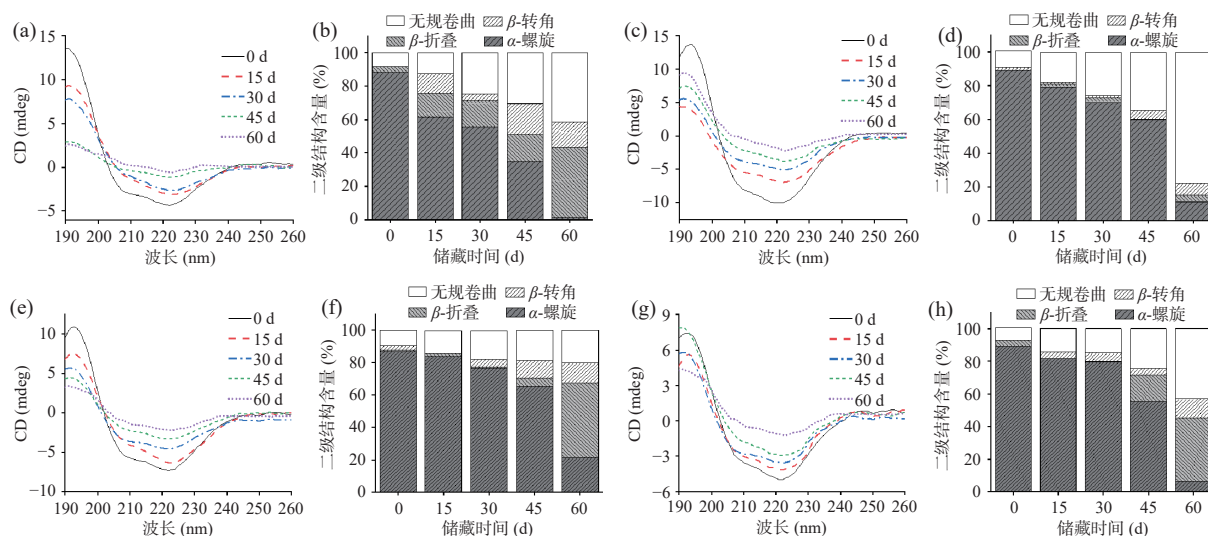 (a)
15
10
5
0
−5
CD (mdeg)
190 200 210 220 230 240 250 260
波长 (nm)
0 d
15 d
30 d
45 d
60 d
(b)
无规卷曲 β-转角
β-折叠 α-螺旋
100
80
60
40
20
0
二级结构含量 (%)
0 15 30 45 60
储藏时间 (d)
(c)
15
10
5
0
−5
−10
CD (mdeg)
190 200 210 220 230 240 250 260
波长 (nm)
0 d
15 d
30 d
45 d
60 d
(d)
无规卷曲 β-转角
β-折叠 α-螺旋
100
80
60
40
20
0
二级结构含量 (%)
0 15 30 45 60
储藏时间 (d)
(e)
10
5
0
−5
−10
CD (mdeg)
190 200 210 220 230 240 250 260
波长 (nm)
0 d
15 d
30 d
45 d
60 d
(f)
无规卷曲 β-转角
β-折叠 α-螺旋
100
80
60
40
20
0
二级结构含量 (%)
0 15 30 45 60
储藏时间 (d)
(g)
9
6
3
0
−3
−6
CD (mdeg)
190 200 210 220 230 240 250 260
波长 (nm)
0 d
15 d
30 d
45 d
60 d
(h)
无规卷曲 β-转角
β-折叠 α-螺旋
100
80
60
40
20
0
二级结构含量 (%)
0 15 30 45 60
储藏时间 (d)